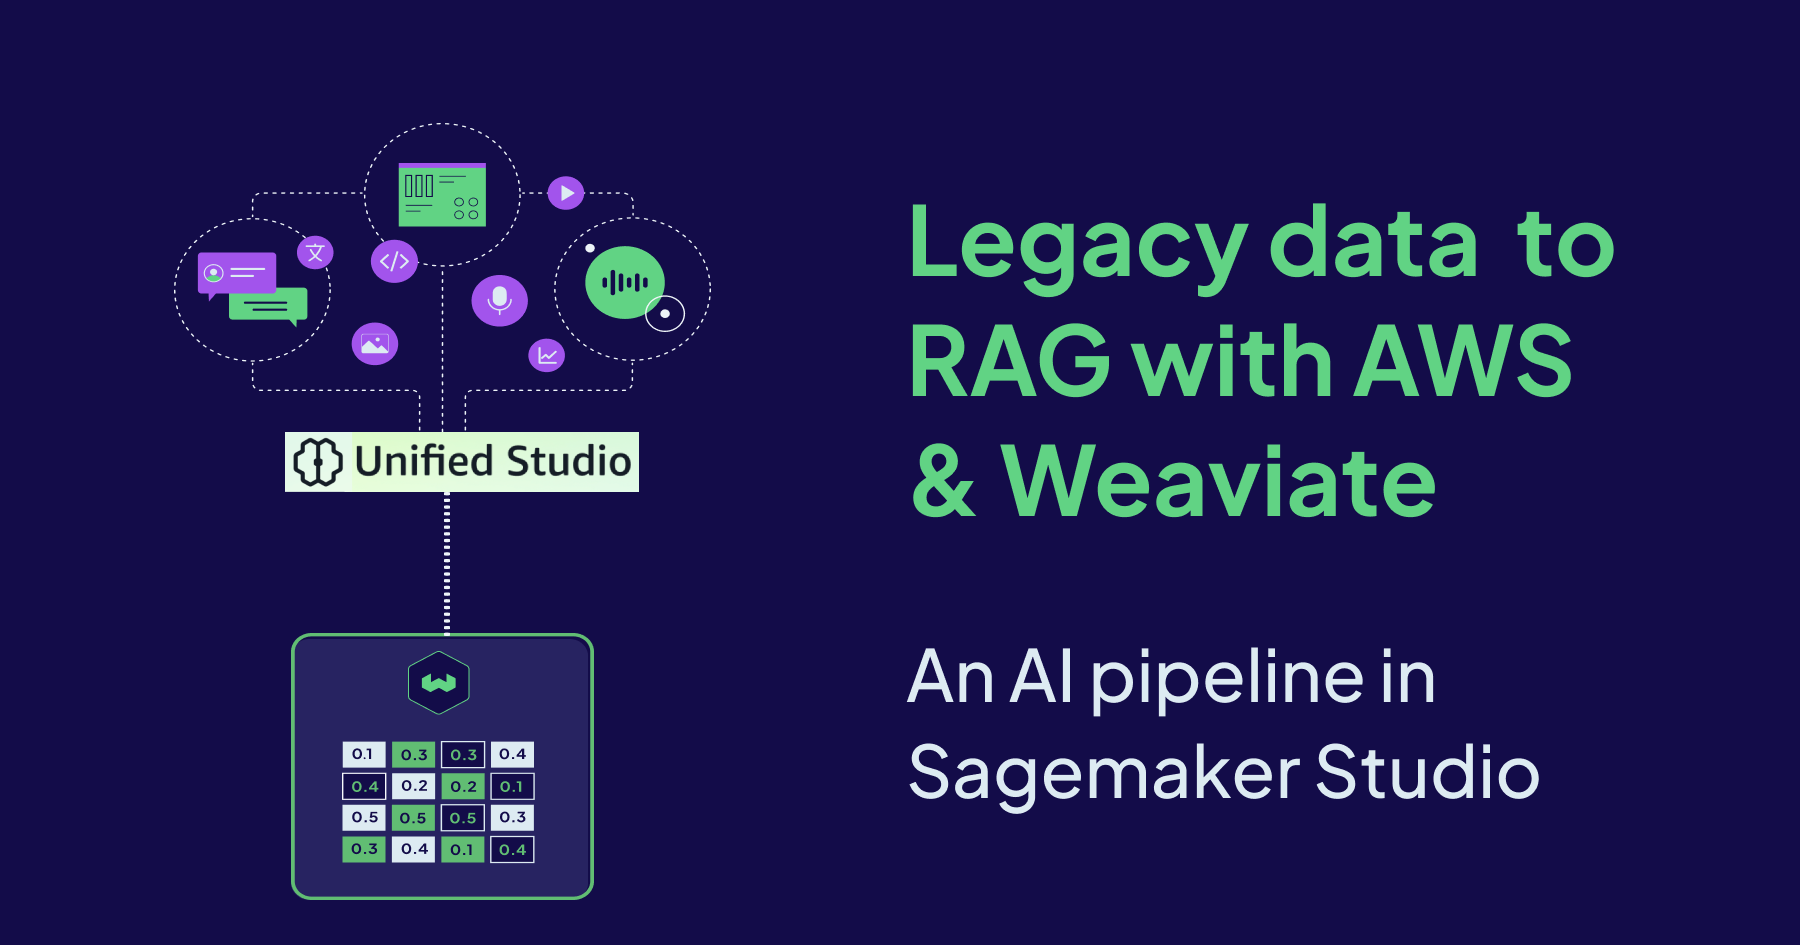 Legacy data  to
RAG with AWS
& Weaviate
An AI pipeline in
Sagemaker Studio
文
</>
Unified Studio
0.1 0.3 0.3 0.4
0.4 0.2 0.2 0.1
0.5 0.5 0.5 0.3
0.3 0.4 0.1 0.4